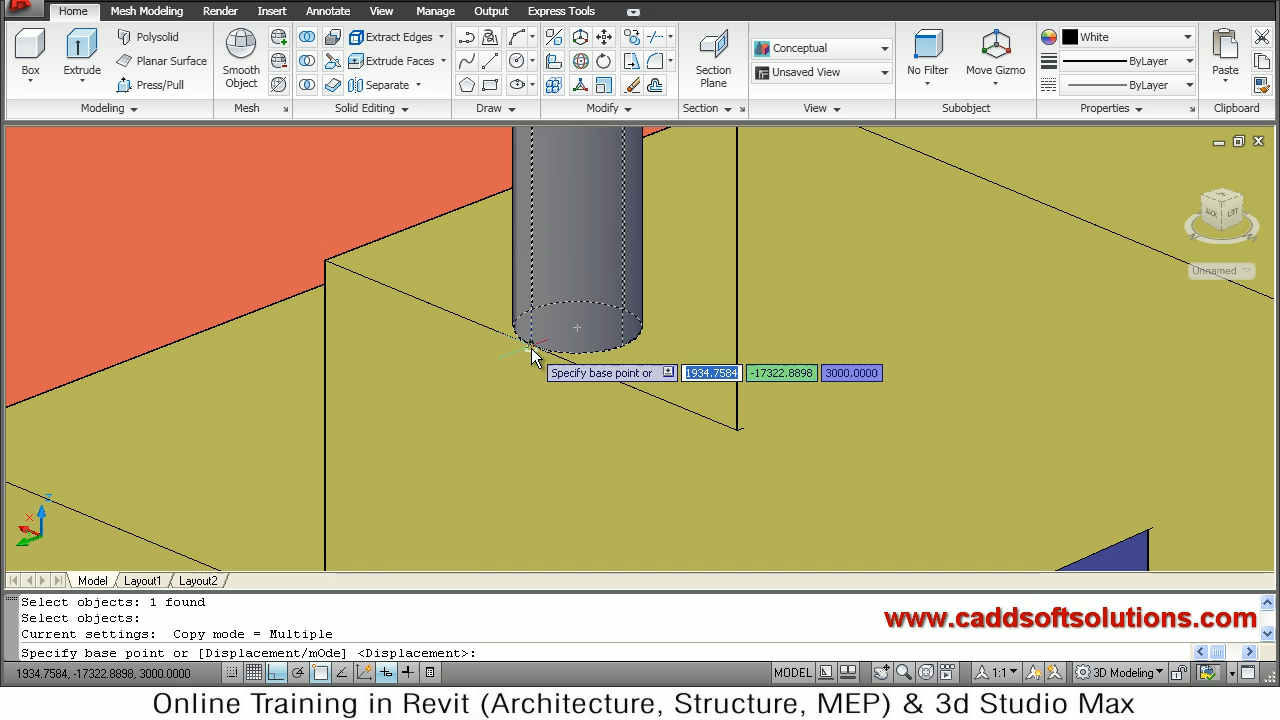 Home Mesh Modeling Render Insert Annotate View Manage Output Express Tools
Box
Extrude
Polysolid
Planar Surface
Press/Pull
Smooth Object
Extract Edges
Extrude Faces
Separate
Section Plane
Conceptual
Unsaved View
No Filter
Move Gizmo
White
ByLayer
ByLayer
Paste
Modeling Mesh Solid Editing Draw Modify Section View Subobject Properties Clipboard
BACK LEFT
Unnamed
Specify base point or 1934.7584 -17322.8898 3000.0000
Z
X
Model Layout1 Layout2
Select objects: 1 found
Select objects:
Current settings: Copy mode = Multiple
Specify base point or [Displacement/mOde] <Displacement>:
www.caddsoftsolutions.com
1934.7584, -17322.8898, 3000.0000 MODEL 1:1 3D Modeling
Online Training in Revit (Architecture, Structure, MEP) & 3d Studio Max